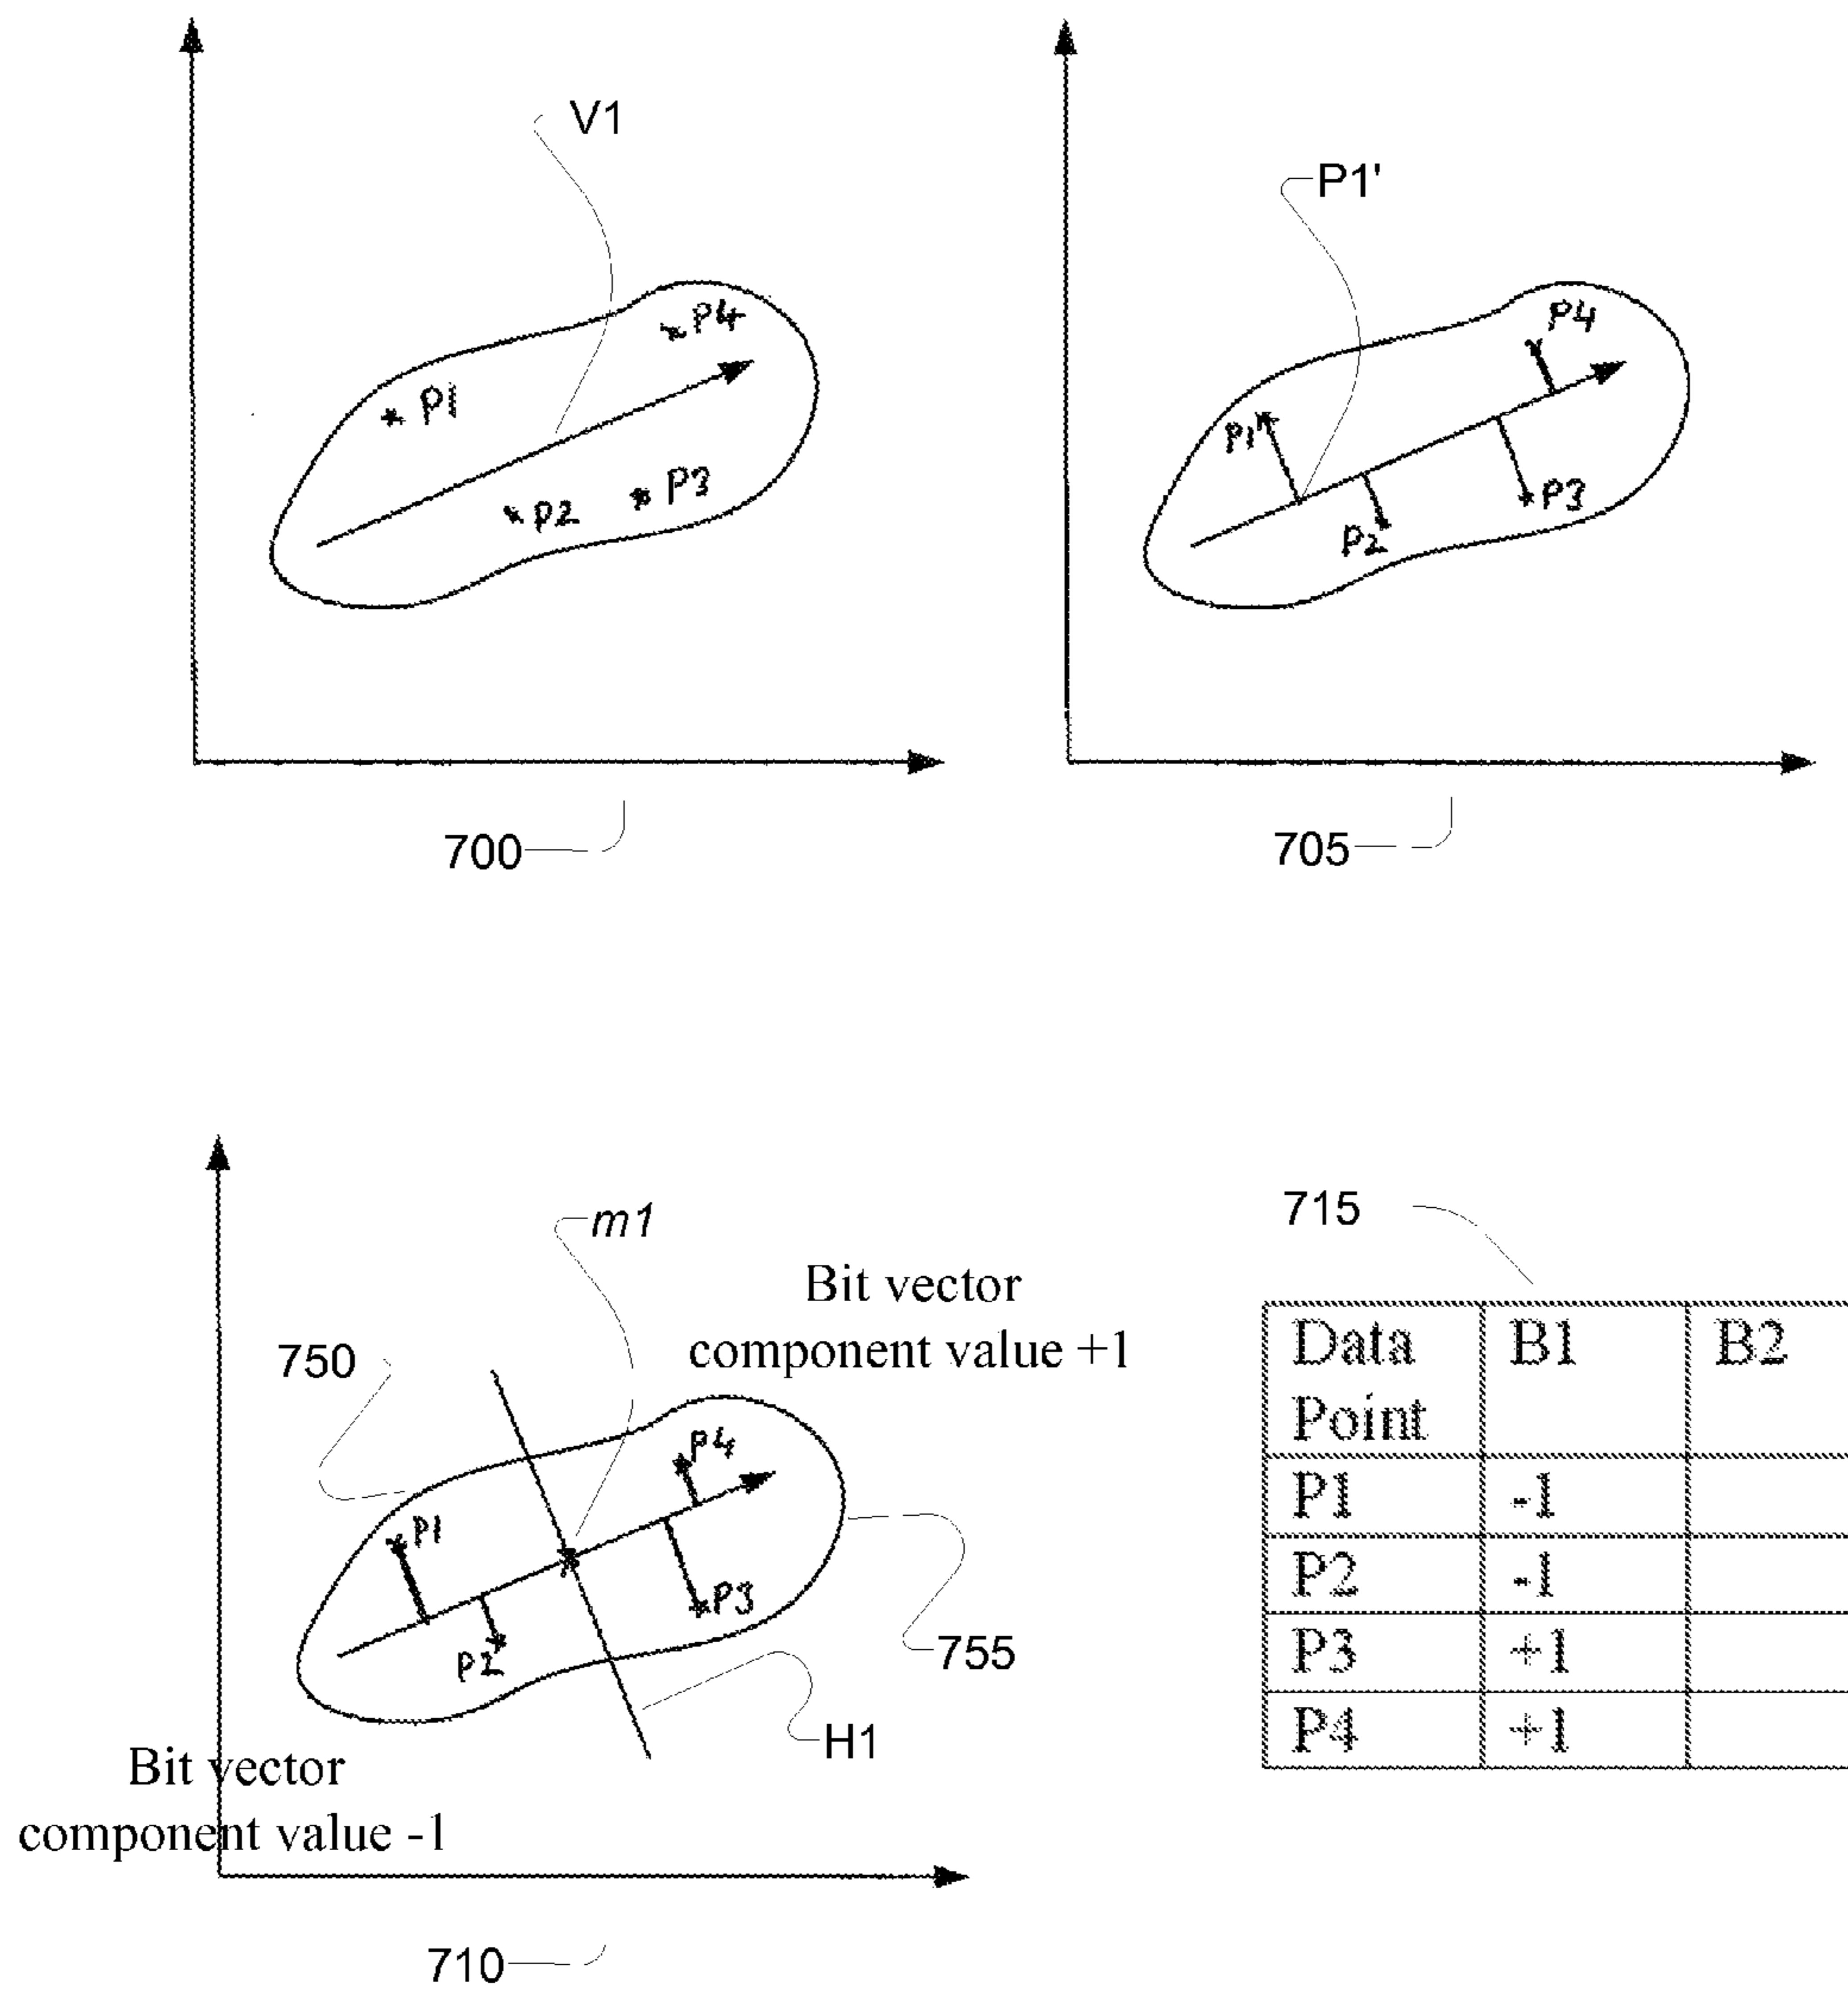 V1
P4
P1
P3
P2
700
P1'
P4
P1
P3
P2
705
m1
Bit vector
component value +1
750
P4
P1
P3
P2
755
H1
Bit vector
component value -1
710
715
Data Point B1 B2
P1 -1
P2 -1
P3 +1
P4 +1